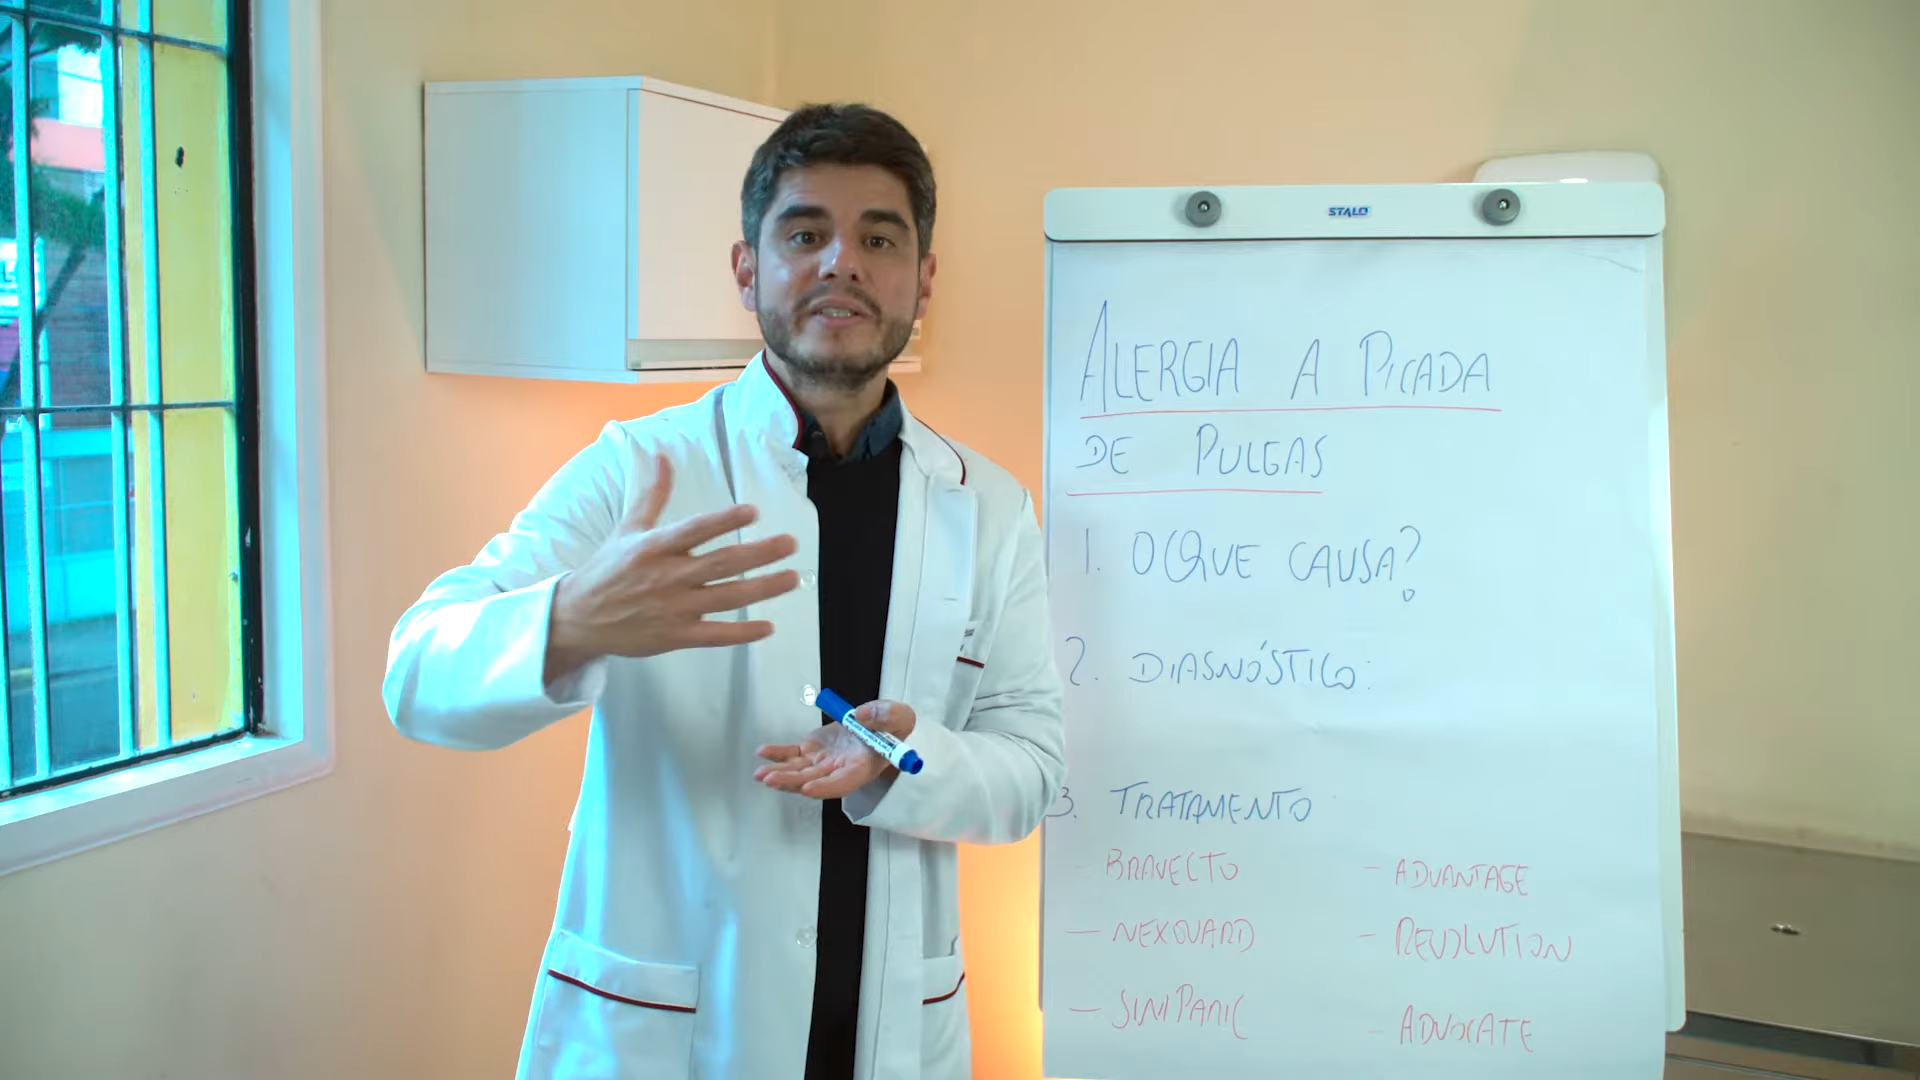 STALO
ALERGIA A PICADA
DE PULGAS
1. O QUE CAUSA?
2. DIAGNÓSTICO:
3. TRATAMENTO
- BRAVECTO
- ADVANTAGE
- NEXGUARD
- REVOLUTION
- SIMPARIC
- ADVOCATE